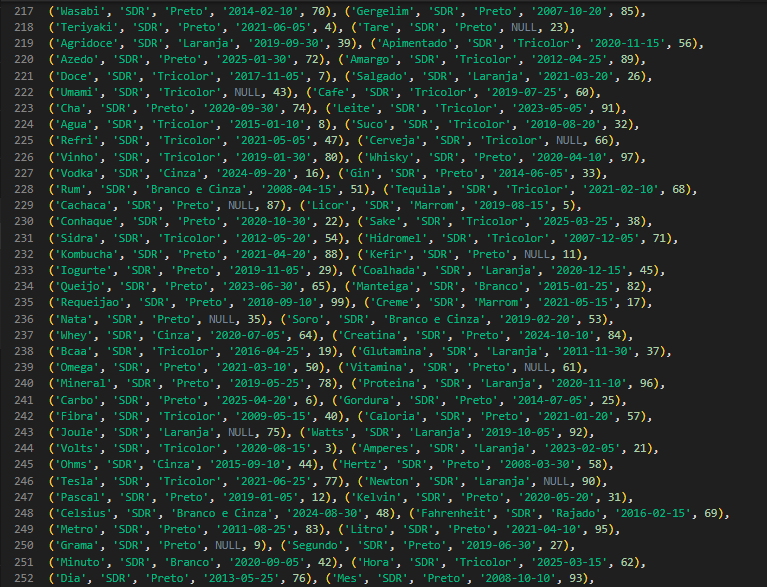 217 ('Wasabi', 'SDR', 'Preto', '2014-02-10', 70), ('Gergelim', 'SDR', 'Preto', '2007-10-20', 85),
218 ('Teriyaki', 'SDR', 'Preto', '2021-06-05', 4), ('Tare', 'SDR', 'Preto', NULL, 23),
219 ('Agridoce', 'SDR', 'Laranja', '2019-09-30', 39), ('Apimentado', 'SDR', 'Tricolor', '2020-11-15', 56),
220 ('Azedo', 'SDR', 'Preto', '2025-01-30', 72), ('Amargo', 'SDR', 'Tricolor', '2012-04-25', 89),
221 ('Doce', 'SDR', 'Tricolor', '2017-11-05', 7), ('Salgado', 'SDR', 'Laranja', '2021-03-20', 26),
222 ('Umami', 'SDR', 'Tricolor', NULL, 43), ('Cafe', 'SDR', 'Tricolor', '2019-07-25', 60),
223 ('Cha', 'SDR', 'Preto', '2020-09-30', 74), ('Leite', 'SDR', 'Tricolor', '2023-05-05', 91),
224 ('Agua', 'SDR', 'Tricolor', '2015-01-10', 8), ('Suco', 'SDR', 'Tricolor', '2010-08-20', 32),
225 ('Refri', 'SDR', 'Tricolor', '2021-05-05', 47), ('Cerveja', 'SDR', 'Tricolor', NULL, 66),
226 ('Vinho', 'SDR', 'Tricolor', '2019-01-30', 80), ('Whisky', 'SDR', 'Preto', '2020-04-10', 97),
227 ('Vodka', 'SDR', 'Cinza', '2024-09-20', 16), ('Gin', 'SDR', 'Preto', '2014-06-05', 33),
228 ('Rum', 'SDR', 'Branco e Cinza', '2008-04-15', 51), ('Tequila', 'SDR', 'Tricolor', '2021-02-10', 68),
229 ('Cachaca', 'SDR', 'Preto', NULL, 87), ('Licor', 'SDR', 'Marrom', '2019-08-15', 5),
230 ('Conhaque', 'SDR', 'Preto', '2020-10-30', 22), ('Sake', 'SDR', 'Tricolor', '2025-03-25', 38),
231 ('Sidra', 'SDR', 'Tricolor', '2012-05-20', 54), ('Hidromel', 'SDR', 'Tricolor', '2007-12-05', 71),
232 ('Kombucha', 'SDR', 'Preto', '2021-04-20', 88), ('Kefir', 'SDR', 'Preto', NULL, 11),
233 ('Iogurte', 'SDR', 'Preto', '2019-11-05', 29), ('Coalhada', 'SDR', 'Laranja', '2020-12-15', 45),
234 ('Queijo', 'SDR', 'Preto', '2023-06-30', 65), ('Manteiga', 'SDR', 'Branco', '2015-01-25', 82),
235 ('Requeijao', 'SDR', 'Preto', '2010-09-10', 99), ('Creme', 'SDR', 'Marrom', '2021-05-15', 17),
236 ('Nata', 'SDR', 'Preto', NULL, 35), ('Soro', 'SDR', 'Branco e Cinza', '2019-02-20', 53),
237 ('Whey', 'SDR', 'Cinza', '2020-07-05', 64), ('Creatina', 'SDR', 'Preto', '2024-10-10', 84),
238 ('Bcaa', 'SDR', 'Tricolor', '2016-04-25', 19), ('Glutamina', 'SDR', 'Laranja', '2011-11-30', 37),
239 ('Omega', 'SDR', 'Preto', '2021-03-10', 50), ('Vitamina', 'SDR', 'Preto', NULL, 61),
240 ('Mineral', 'SDR', 'Preto', '2019-05-25', 78), ('Proteina', 'SDR', 'Laranja', '2020-11-10', 96),
241 ('Carbo', 'SDR', 'Preto', '2025-04-20', 6), ('Gordura', 'SDR', 'Preto', '2014-07-05', 25),
242 ('Fibra', 'SDR', 'Tricolor', '2009-05-15', 40), ('Caloria', 'SDR', 'Preto', '2021-01-20', 57),
243 ('Joule', 'SDR', 'Laranja', NULL, 75), ('Watts', 'SDR', 'Laranja', '2019-10-05', 92),
244 ('Volts', 'SDR', 'Tricolor', '2020-08-15', 3), ('Amperes', 'SDR', 'Laranja', '2023-02-05', 21),
245 ('Ohms', 'SDR', 'Cinza', '2015-09-10', 44), ('Hertz', 'SDR', 'Preto', '2008-03-30', 58),
246 ('Tesla', 'SDR', 'Tricolor', '2021-06-25', 77), ('Newton', 'SDR', 'Laranja', NULL, 90),
247 ('Pascal', 'SDR', 'Preto', '2019-01-05', 12), ('Kelvin', 'SDR', 'Preto', '2020-05-20', 31),
248 ('Celsius', 'SDR', 'Branco e Cinza', '2024-08-30', 48), ('Fahrenheit', 'SDR', 'Rajado', '2016-02-15', 69),
249 ('Metro', 'SDR', 'Preto', '2011-08-25', 83), ('Litro', 'SDR', 'Preto', '2021-04-10', 95),
250 ('Grama', 'SDR', 'Preto', NULL, 9), ('Segundo', 'SDR', 'Preto', '2019-06-30', 27),
251 ('Minuto', 'SDR', 'Branco', '2020-09-05', 42), ('Hora', 'SDR', 'Tricolor', '2025-03-15', 62),
252 ('Dia', 'SDR', 'Preto', '2013-05-25', 76), ('Mes', 'SDR', 'Preto', '2008-10-10', 93),